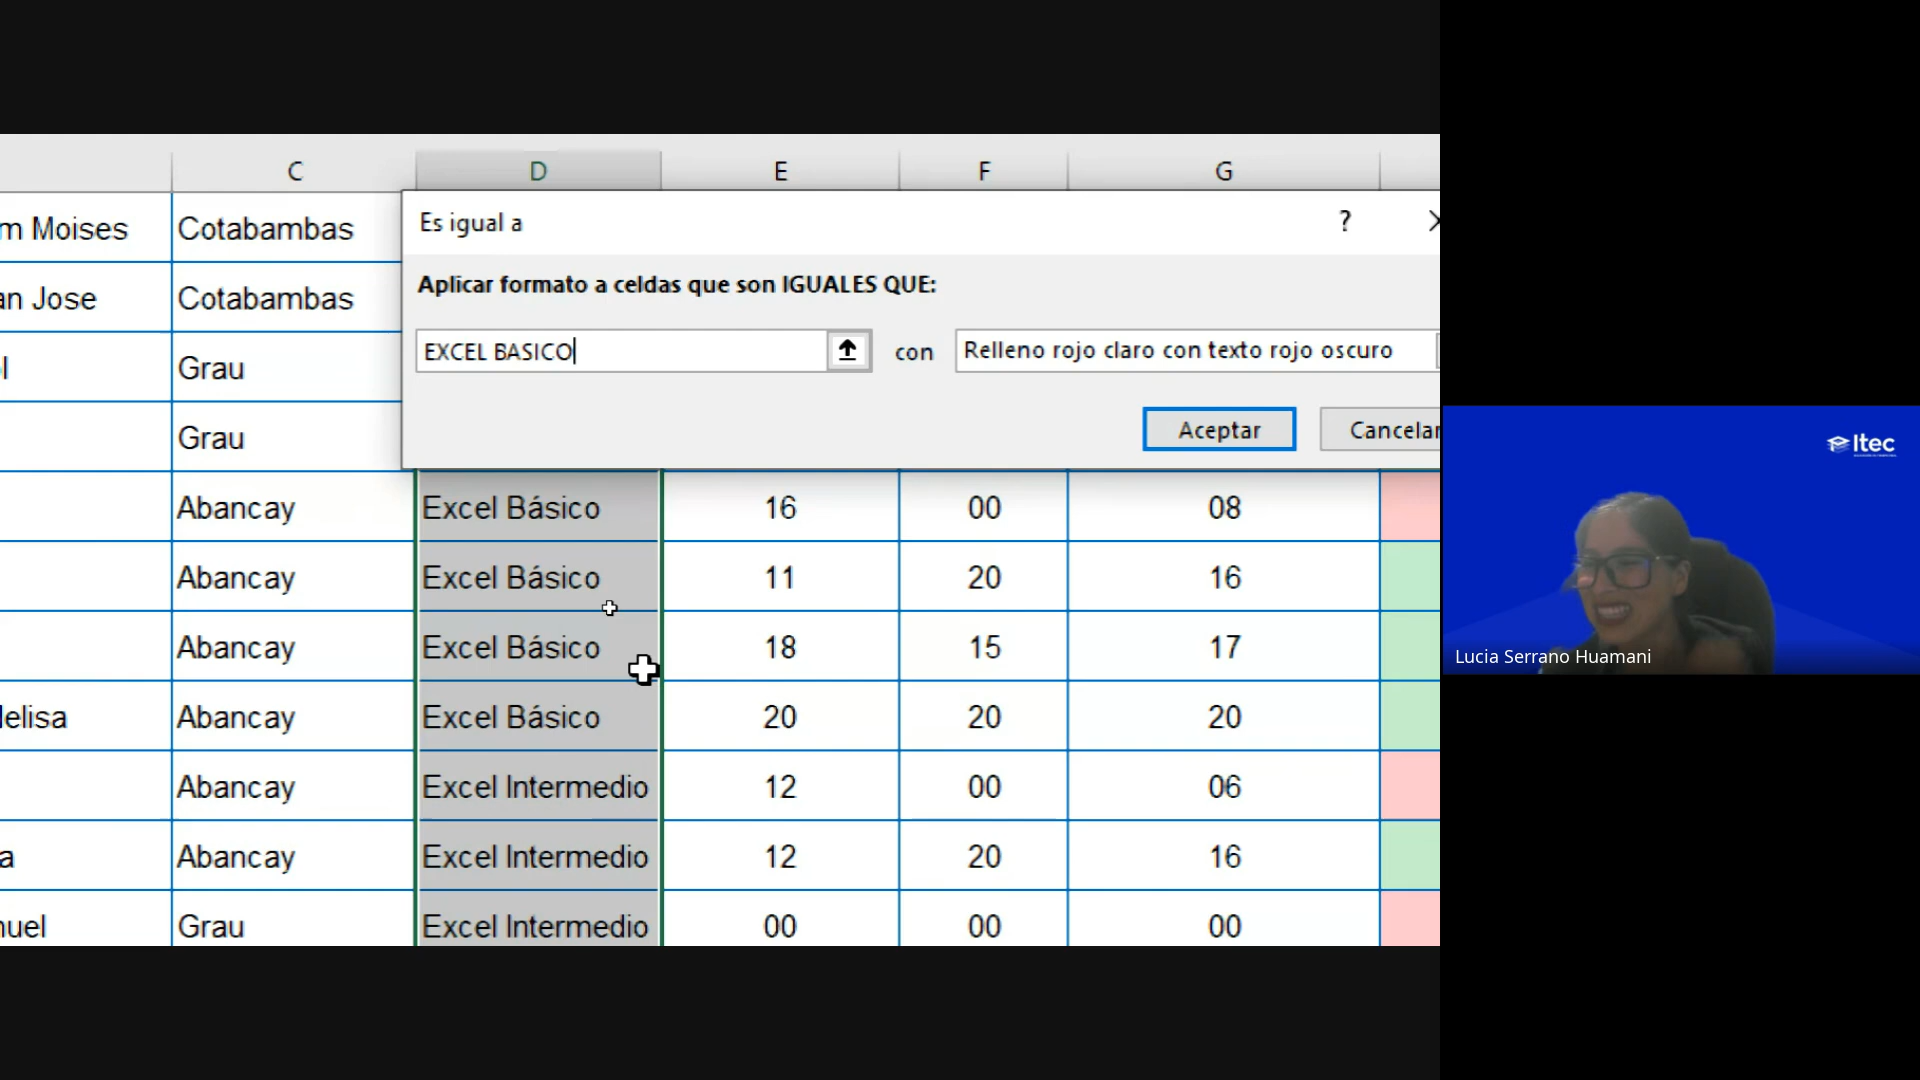 C D E F G
m Moises Cotabambas
an Jose Cotabambas
l Grau
Grau
Es igual a ?
Aplicar formato a celdas que son IGUALES QUE:
EXCEL BASICO con Relleno rojo claro con texto rojo oscuro
Aceptar Cancelar
Abancay Excel Básico 16 00 08
Abancay Excel Básico 11 20 16
Abancay Excel Básico 18 15 17
elisa Abancay Excel Básico 20 20 20
Abancay Excel Intermedio 12 00 06
a Abancay Excel Intermedio 12 20 16
nuel Grau Excel Intermedio 00 00 00
Itec
Lucia Serrano Huamani